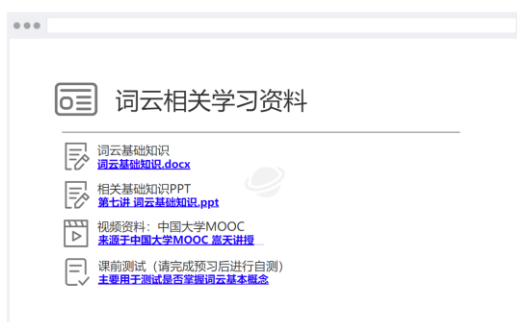 词云相关学习资料
词云基础知识
词云基础知识.docx
相关基础知识PPT
第七讲 词云基础知识.ppt
视频资料：中国大学MOOC
来源于中国大学MOOC 嵩天讲授
课前测试（请完成预习后进行自测）
主要用于测试是否掌握词云基本概念